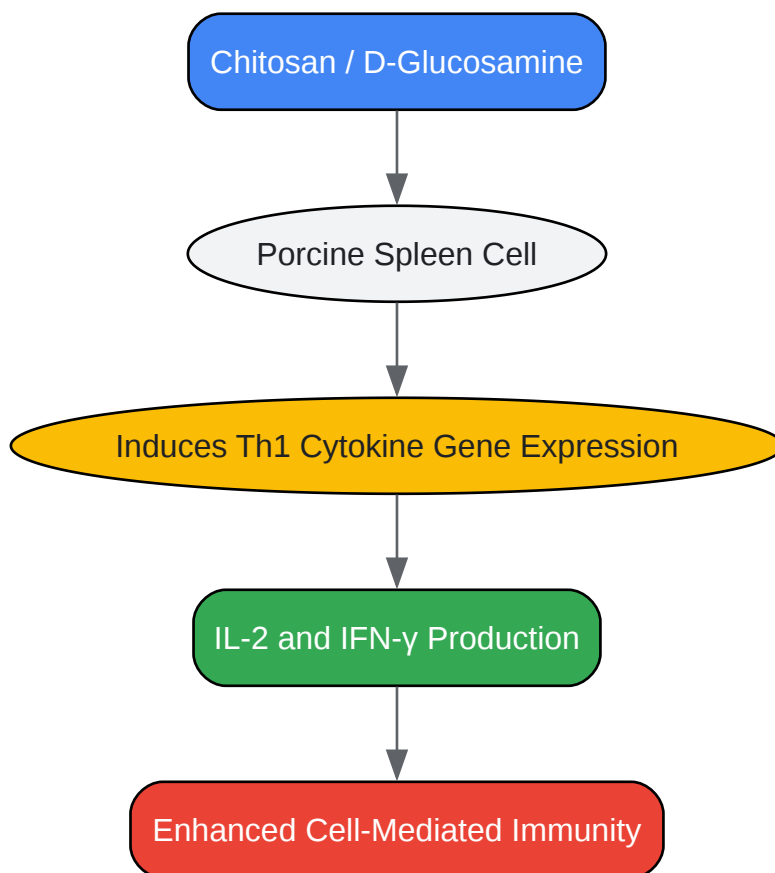 Chitosan / D-Glucosamine
Porcine Spleen Cell
Induces Th1 Cytokine Gene Expression
IL-2 and IFN-γ Production
Enhanced Cell-Mediated Immunity